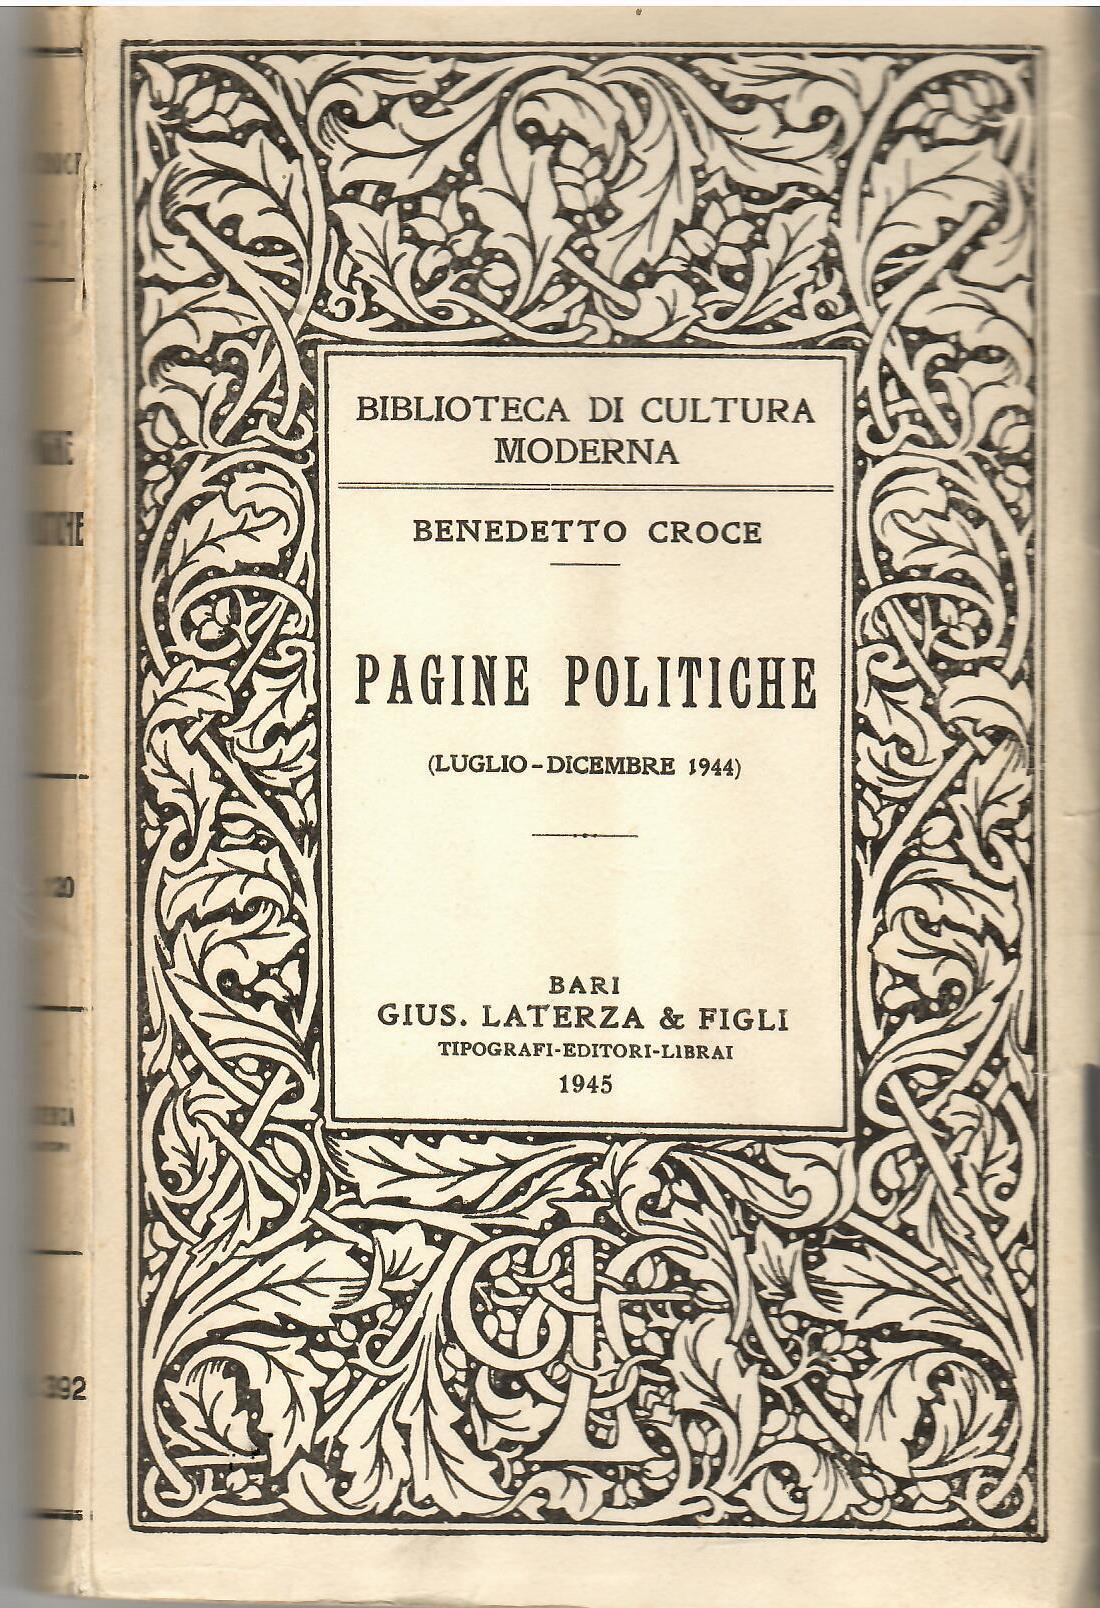 BIBLIOTECA DI CULTURA
MODERNA
BENEDETTO CROCE
PAGINE POLITICHE
(LUGLIO-DICEMBRE 1944)
BARI
GIUS. LATERZA & FIGLI
TIPOGRAFI-EDITORI-LIBRAI
1945
392